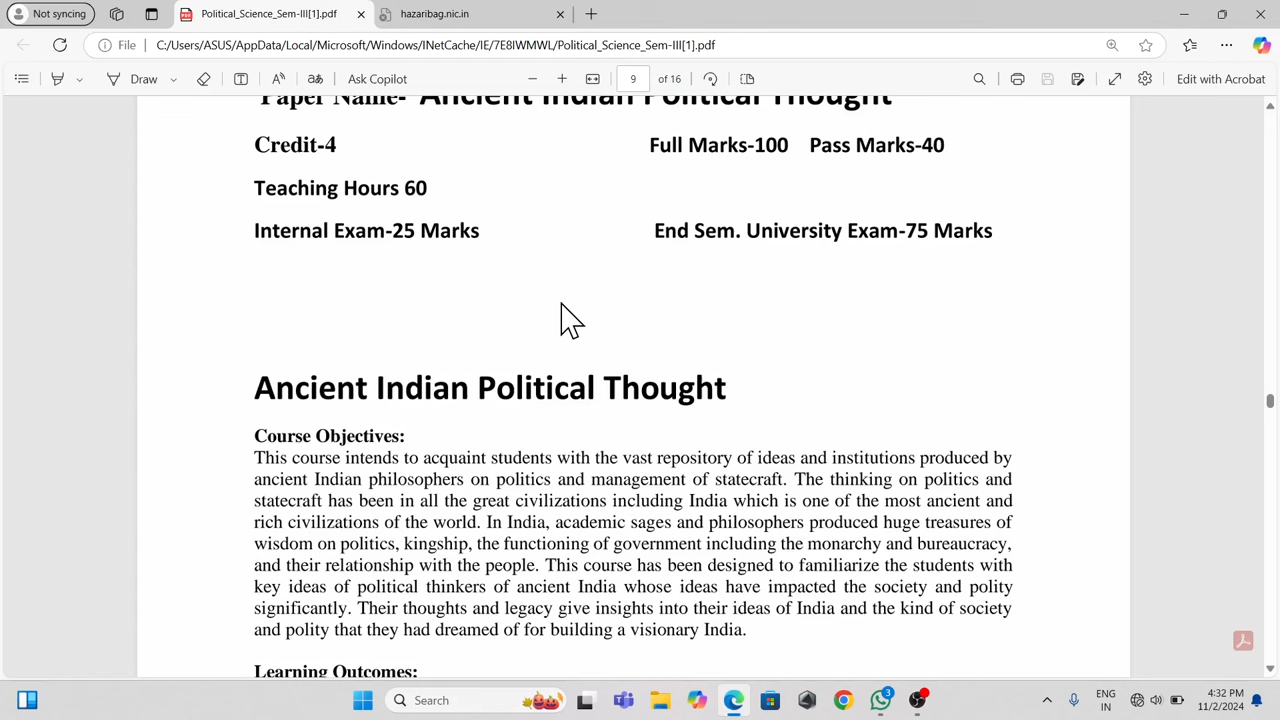 Not syncing
Political_Science_Sem-III[1].pdf
hazaribag.nic.in
File
C:/Users/ASUS/AppData/Local/Microsoft/Windows/INetCache/IE/7E8IWMWL/Political_Science_Sem-III[1].pdf
Draw
Ask Copilot
9 of 16
Edit with Acrobat
Paper Name- Ancient Indian Political Thought
Credit-4 Full Marks-100 Pass Marks-40
Teaching Hours 60
Internal Exam-25 Marks End Sem. University Exam-75 Marks
Ancient Indian Political Thought
Course Objectives:
This course intends to acquaint students with the vast repository of ideas and institutions produced by
ancient Indian philosophers on politics and management of statecraft. The thinking on politics and
statecraft has been in all the great civilizations including India which is one of the most ancient and
rich civilizations of the world. In India, academic sages and philosophers produced huge treasures of
wisdom on politics, kingship, the functioning of government including the monarchy and bureaucracy,
and their relationship with the people. This course has been designed to familiarize the students with
key ideas of political thinkers of ancient India whose ideas have impacted the society and polity
significantly. Their thoughts and legacy give insights into their ideas of India and the kind of society
and polity that they had dreamed of for building a visionary India.
Learning Outcomes:
Search
3
ENG
IN
4:32 PM
11/2/2024